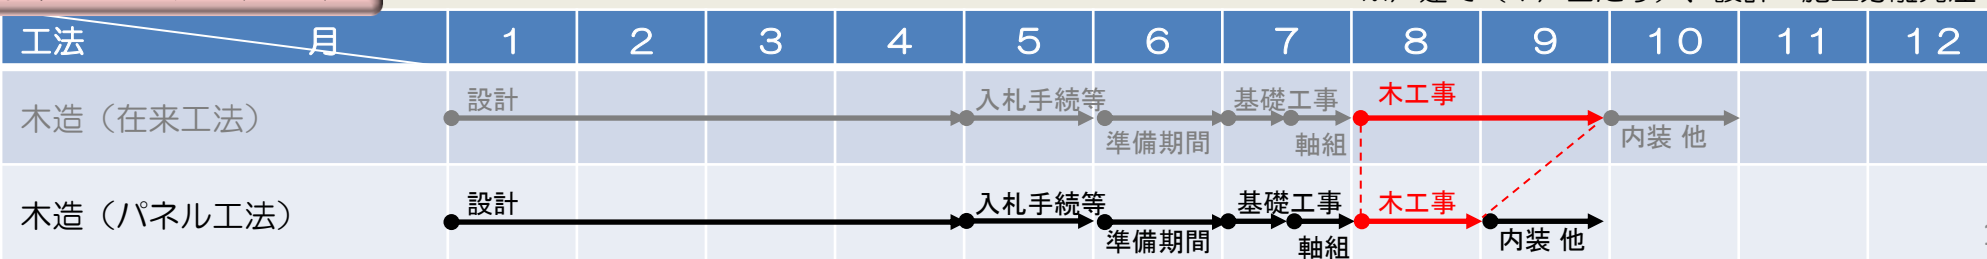 工法 月 1 2 3 4 5 6 7 8 9 10 11 12
木造（在来工法） 設計 入札手続等 準備期間 基礎工事 軸組 木工事 内装 他
木造（パネル工法） 設計 入札手続等 準備期間 基礎工事 軸組 木工事 内装 他